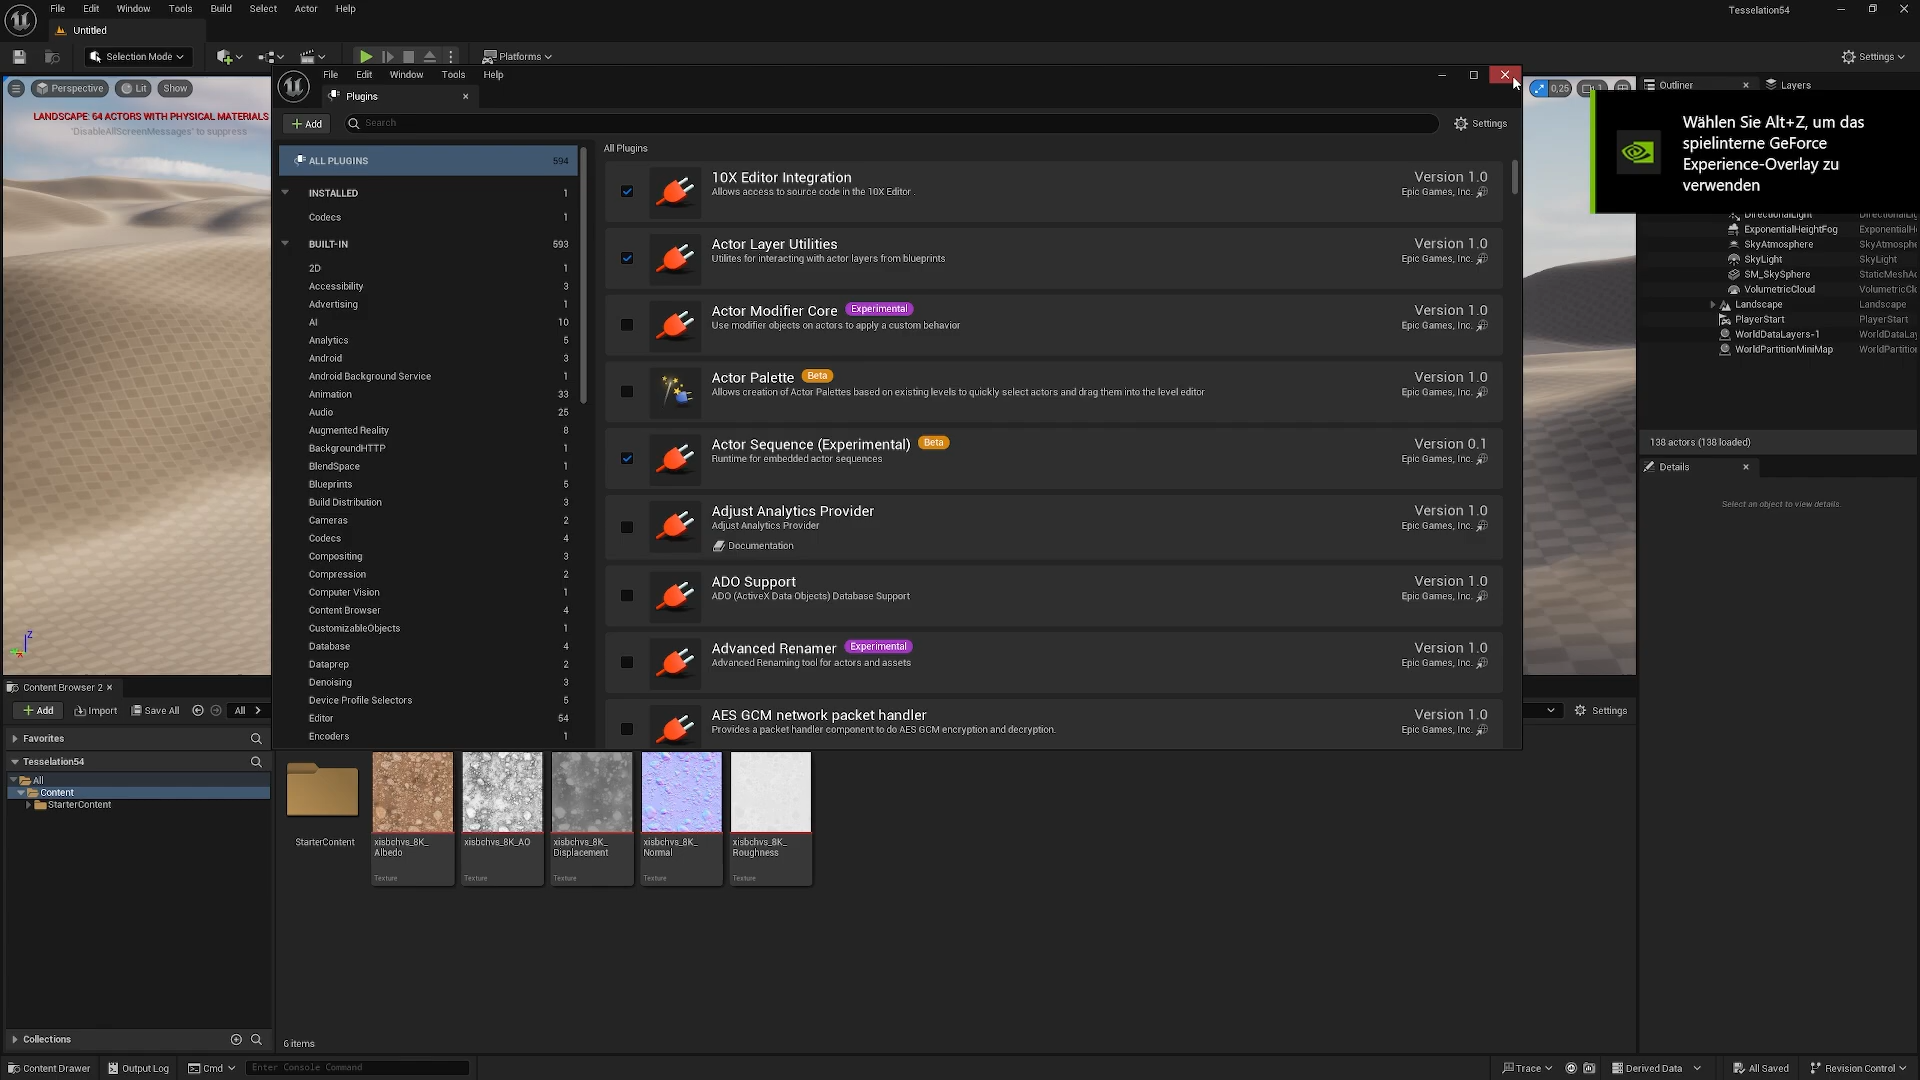 File Edit Window Tools Build Select Actor Help
Tesselation54
Untitled
Selection Mode
Platforms
Settings
Perspective
Lit
Show
LANDSCAPE: 64 ACTORS WITH PHYSICAL MATERIALS
'DisableAllScreenMessages' to suppress
File Edit Window Tools Help
Plugins
Add
Search
Settings
ALL PLUGINS 594
INSTALLED 1
Codecs 1
BUILT-IN 593
2D 1
Accessibility 3
Advertising 1
AI 10
Analytics 5
Android 3
Android Background Service 1
Animation 33
Audio 25
Augmented Reality 8
BackgroundHTTP 1
BlendSpace 1
Blueprints 5
Build Distribution 3
Cameras 2
Codecs 4
Compositing 3
Compression 2
Computer Vision 1
Content Browser 4
CustomizableObjects 1
Database 4
Dataprep 2
Denoising 3
Device Profile Selectors 5
Editor 54
Encoders 1
All Plugins
10X Editor Integration
Allows access to source code in the 10X Editor .
Version 1.0
Epic Games, Inc.
Actor Layer Utilities
Utilites for interacting with actor layers from blueprints
Version 1.0
Epic Games, Inc.
Actor Modifier Core Experimental
Use modifier objects on actors to apply a custom behavior
Version 1.0
Epic Games, Inc.
Actor Palette Beta
Allows creation of Actor Palettes based on existing levels to quickly select actors and drag them into the level editor
Version 1.0
Epic Games, Inc.
Actor Sequence (Experimental) Beta
Runtime for embedded actor sequences
Version 0.1
Epic Games, Inc.
Adjust Analytics Provider
Adjust Analytics Provider
Documentation
Version 1.0
Epic Games, Inc.
ADO Support
ADO (ActiveX Data Objects) Database Support
Version 1.0
Epic Games, Inc.
Advanced Renamer Experimental
Advanced Renaming tool for actors and assets
Version 1.0
Epic Games, Inc.
AES GCM network packet handler
Provides a packet handler component to do AES GCM encryption and decryption.
Version 1.0
Epic Games, Inc.
0,25
Outliner
Layers
Wählen Sie Alt+Z, um das
spielinterne GeForce
Experience-Overlay zu
verwenden
DirectionalLight
ExponentialHeightFog
SkyAtmosphere
SkyLight SkyLight
SM_SkySphere
VolumetricCloud
Landscape Landscape
PlayerStart PlayerStart
WorldDataLayers-1
WorldPartitionMiniMap
138 actors (138 loaded)
Details
Select an object to view details.
Content Browser 2
Add
Import
Save All
All
Settings
Favorites
Tesselation54
All
Content
StarterContent
Collections
StarterContent
xisbchvs_8K_
Albedo
Texture
xisbchvs_8K_AO
Texture
xisbchvs_8K_
Displacement
Texture
xisbchvs_8K_
Normal
Texture
xisbchvs_8K_
Roughness
Texture
6 items
Content Drawer
Output Log
Cmd
Enter Console Command
Trace
Derived Data
All Saved
Revision Control